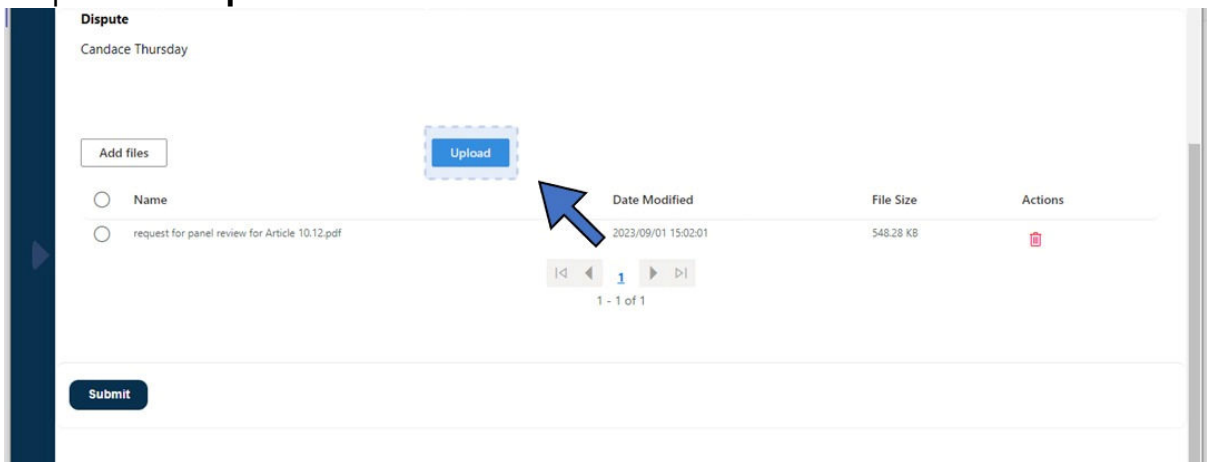 Dispute
Candace Thursday
Add files Upload
Name Date Modified File Size Actions
request for panel review for Article 10.12.pdf 2023/09/01 15:02:01 548.28 KB
1
1 - 1 of 1
Submit